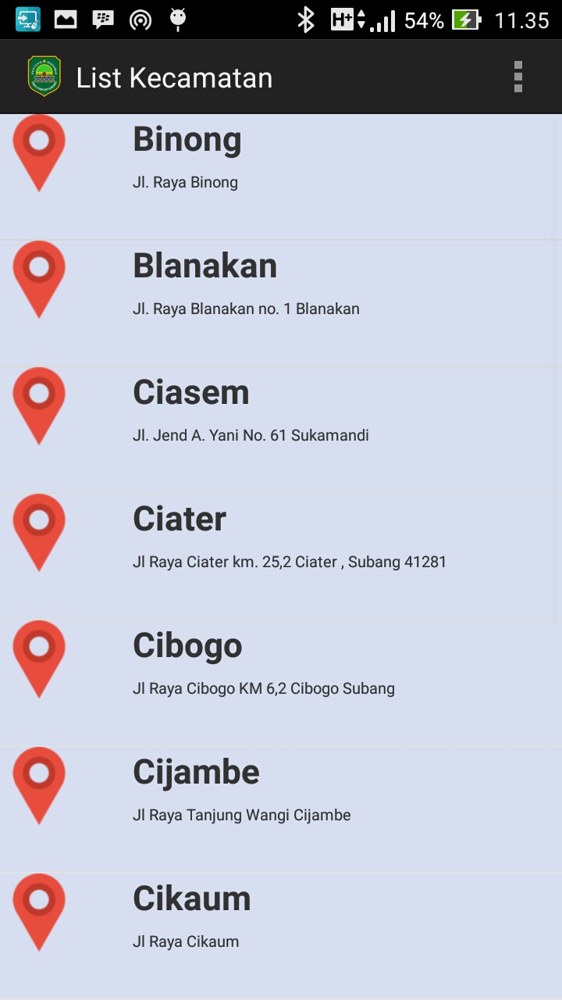 H+ 54% 11.35
List Kecamatan
Binong
Jl. Raya Binong
Blanakan
Jl. Raya Blanakan no. 1 Blanakan
Ciasem
Jl. Jend A. Yani No. 61 Sukamandi
Ciater
Jl Raya Ciater km. 25,2 Ciater , Subang 41281
Cibogo
Jl Raya Cibogo KM 6,2 Cibogo Subang
Cijambe
Jl Raya Tanjung Wangi Cijambe
Cikaum
Jl Raya Cikaum